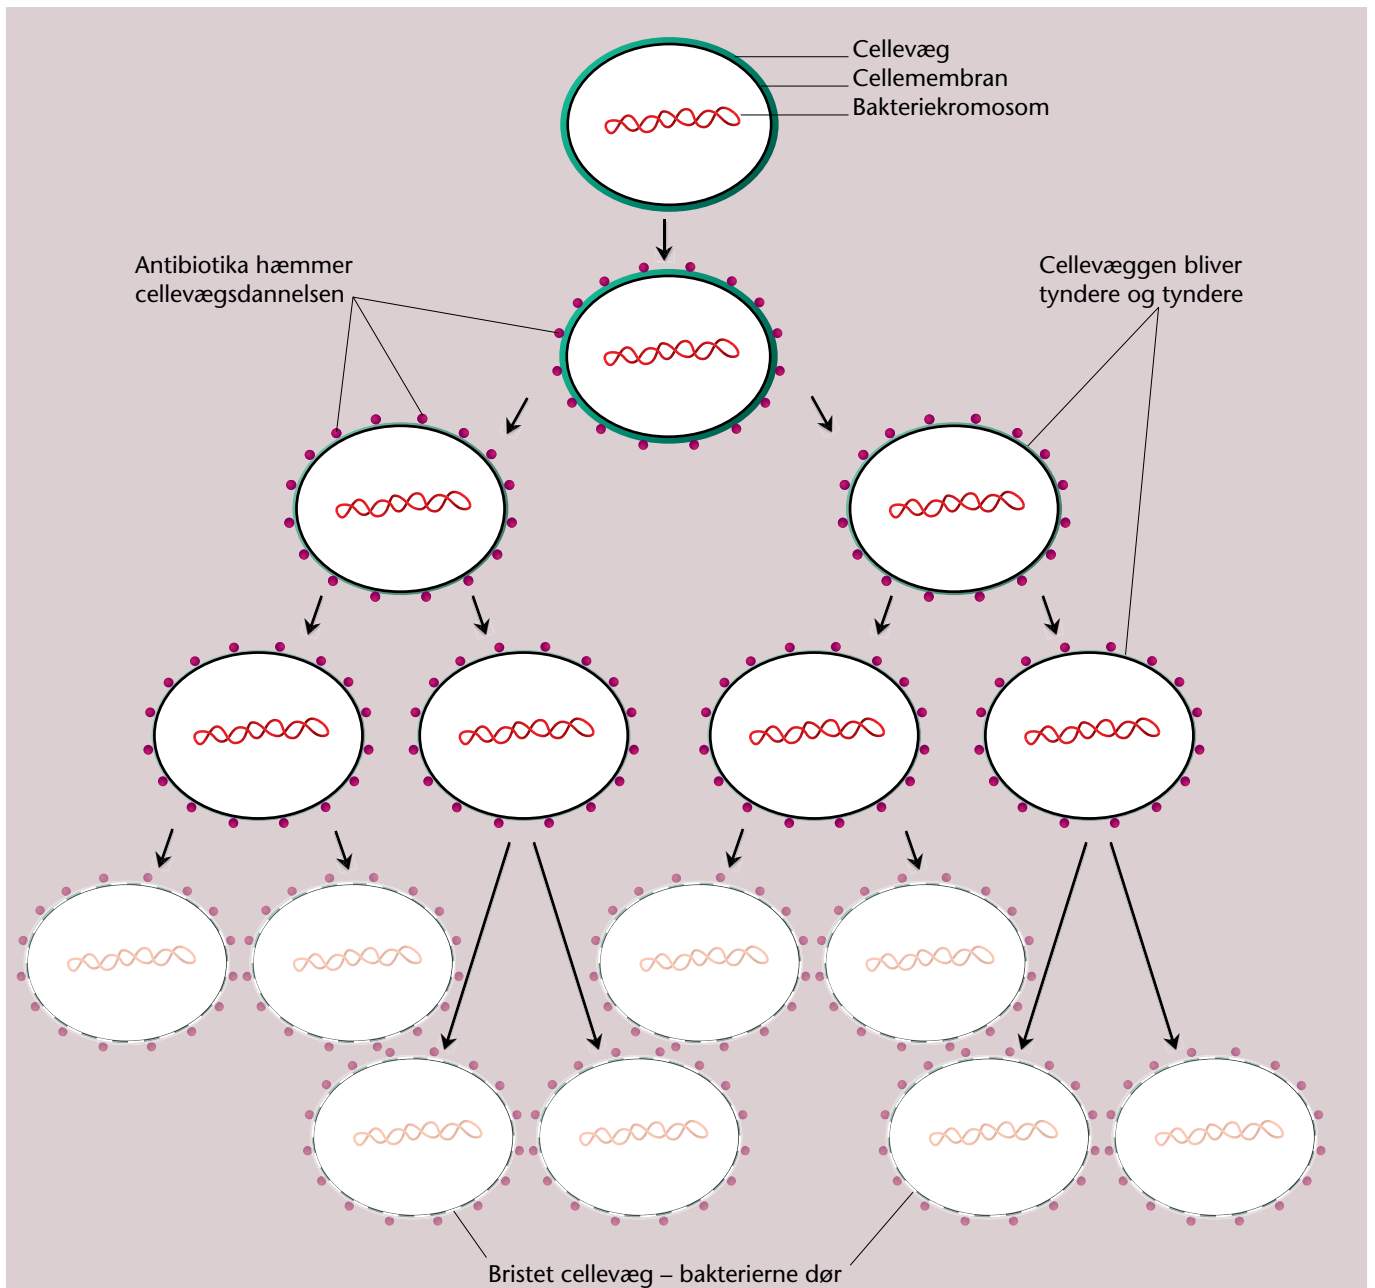 Cellevæg
Cellemembran
Bakteriekromosom
Antibiotika hæmmer
cellevægsdannelsen
Cellevæggen bliver
tyndere og tyndere
Bristet cellevæg – bakterierne dør